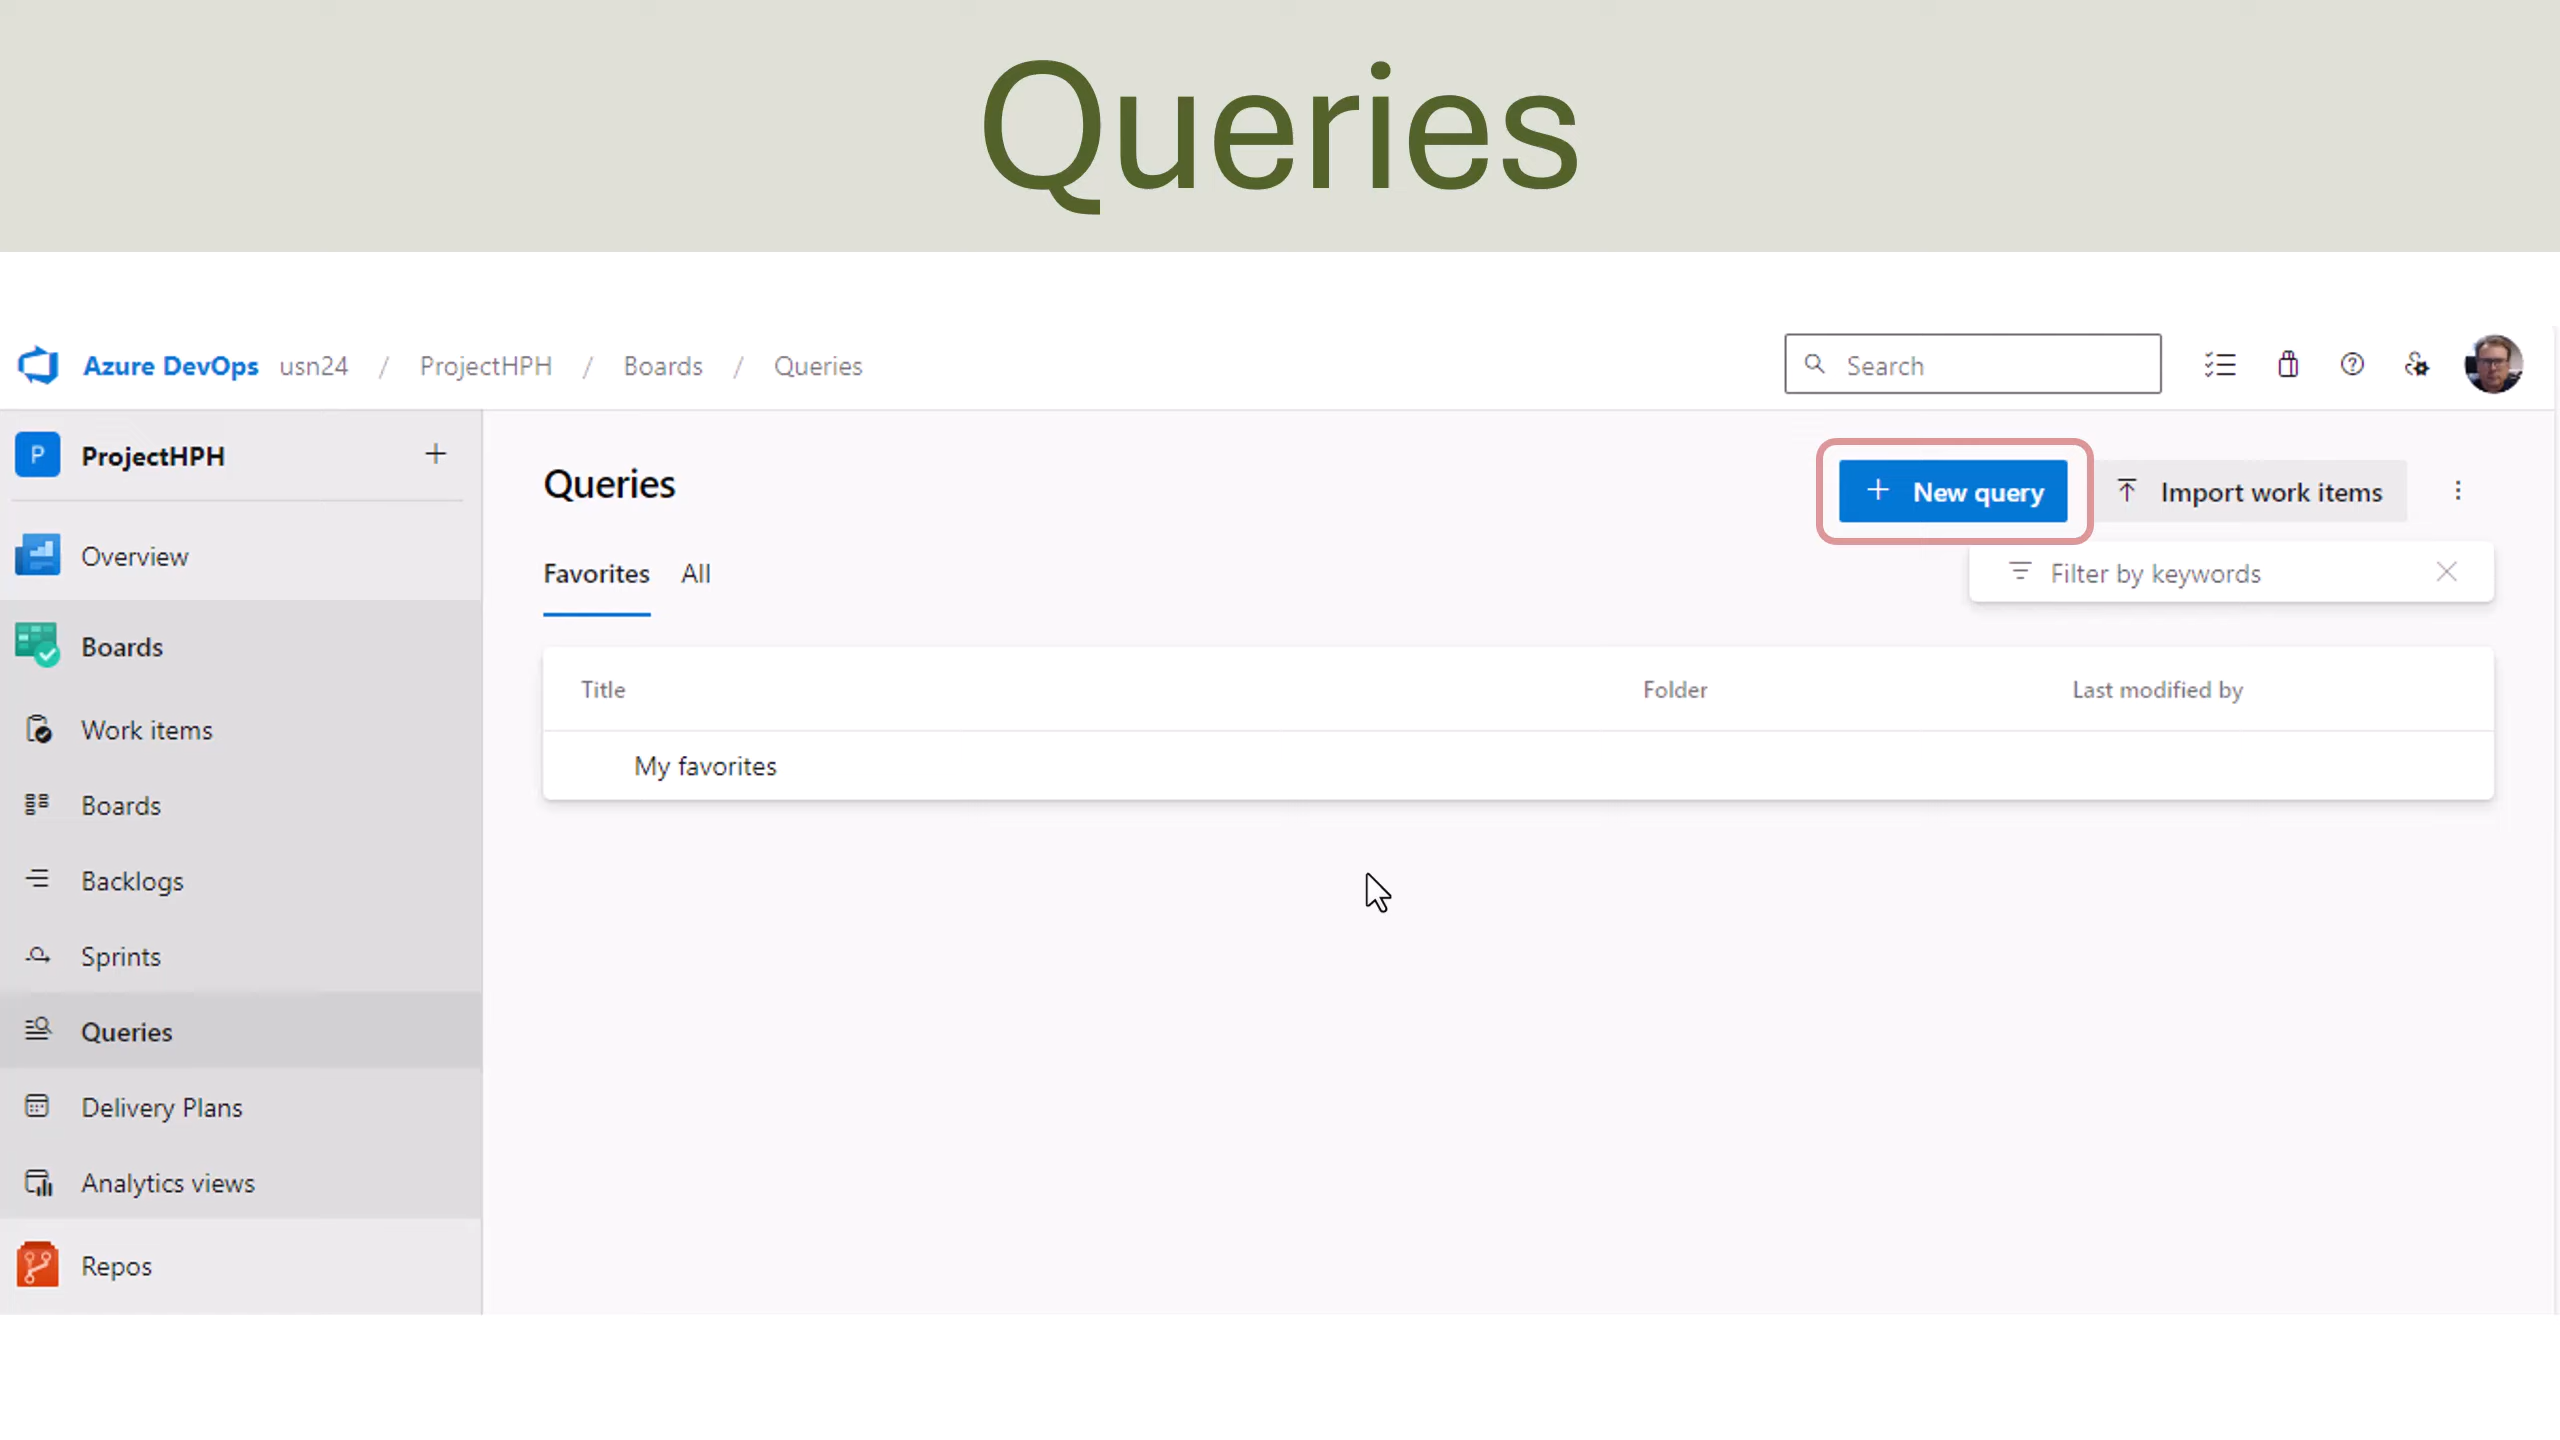 Queries
Azure DevOps usn24 / ProjectHPH / Boards / Queries
Search
P ProjectHPH
Queries
New query
Import work items
Overview
Favorites All
Filter by keywords
Boards
Title Folder Last modified by
Work items
My favorites
Boards
Backlogs
Sprints
Queries
Delivery Plans
Analytics views
Repos